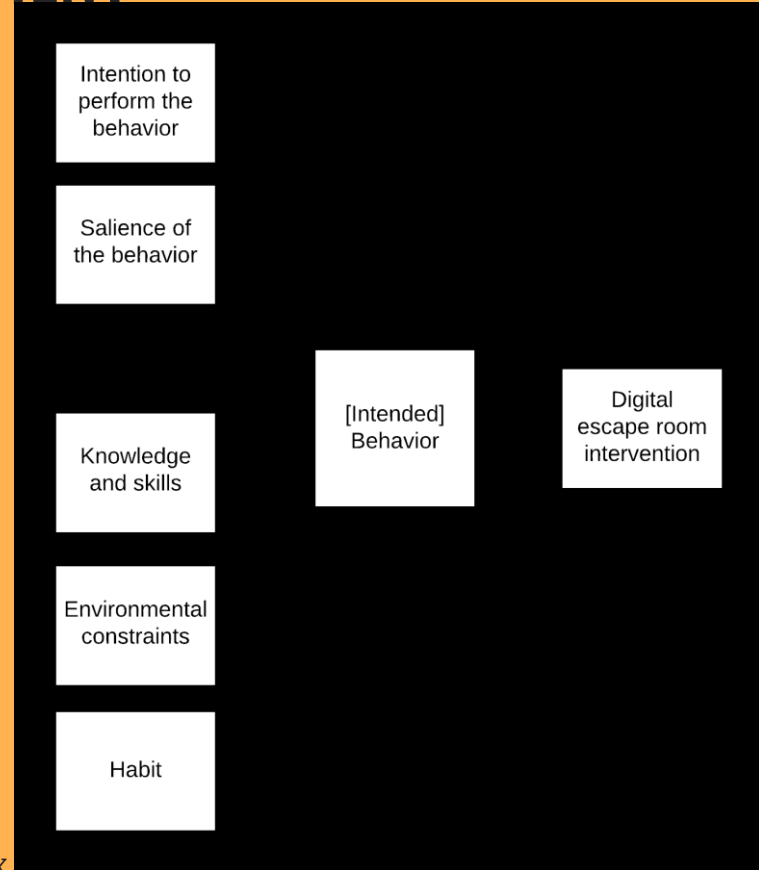 Intention to
perform the
behavior
Salience of
the behavior
Knowledge
and skills
Environmental
constraints
Habit
[Intended]
Behavior
Digital
escape room
intervention